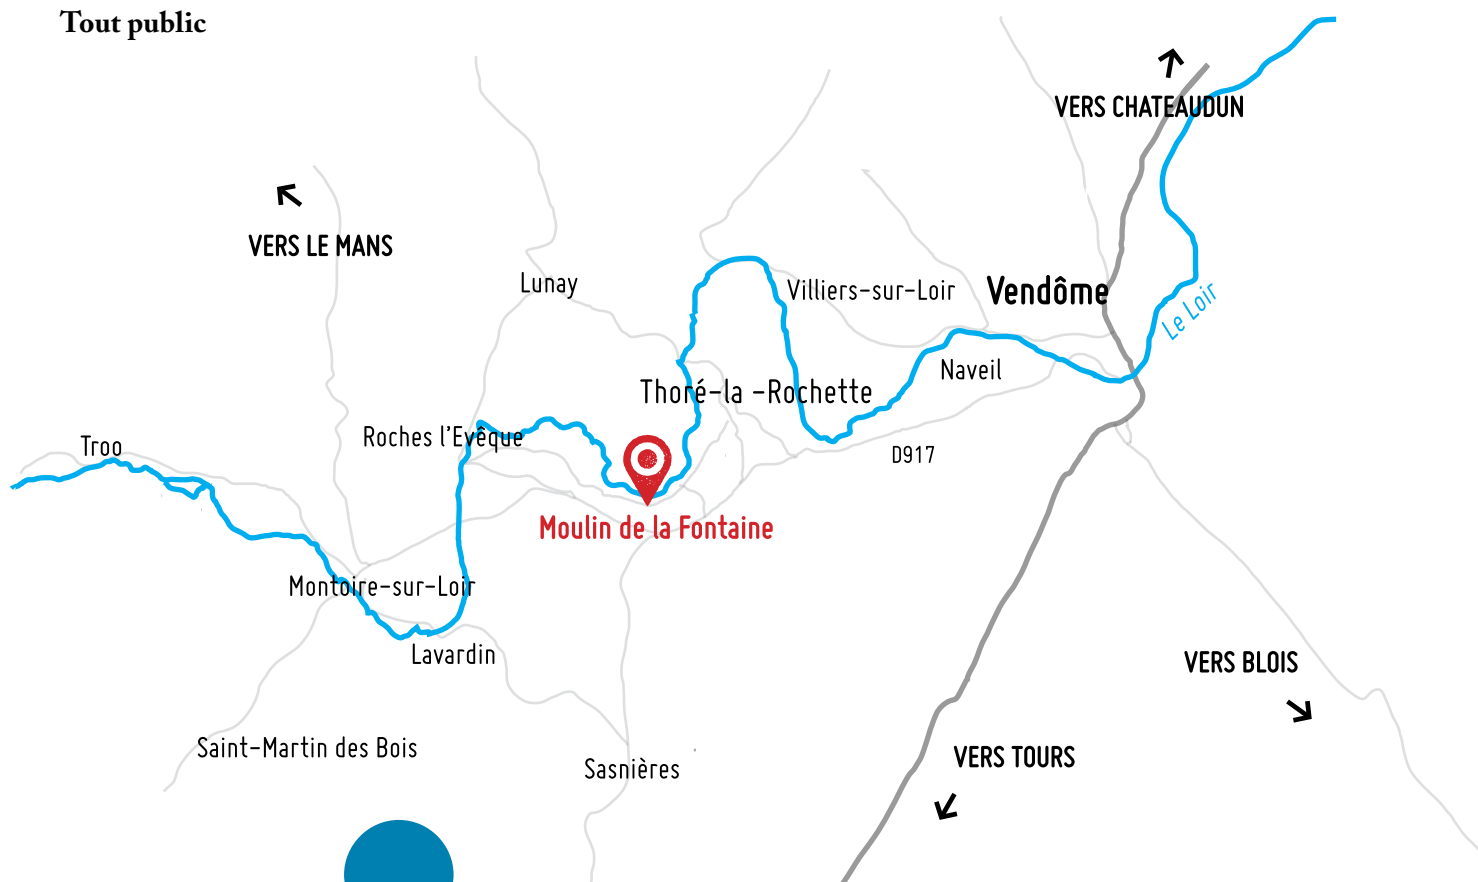 Tout public
VERS CHATEAUDUN
VERS LE MANS
Lunay
Villiers-sur-Loir
Vendôme
Le Loir
Naveil
Thoré-la -Rochette
Roches l'Evêque
Troo
D917
Moulin de la Fontaine
Montoire-sur-Loir
Lavardin
VERS BLOIS
Saint-Martin des Bois
Sasnières
VERS TOURS